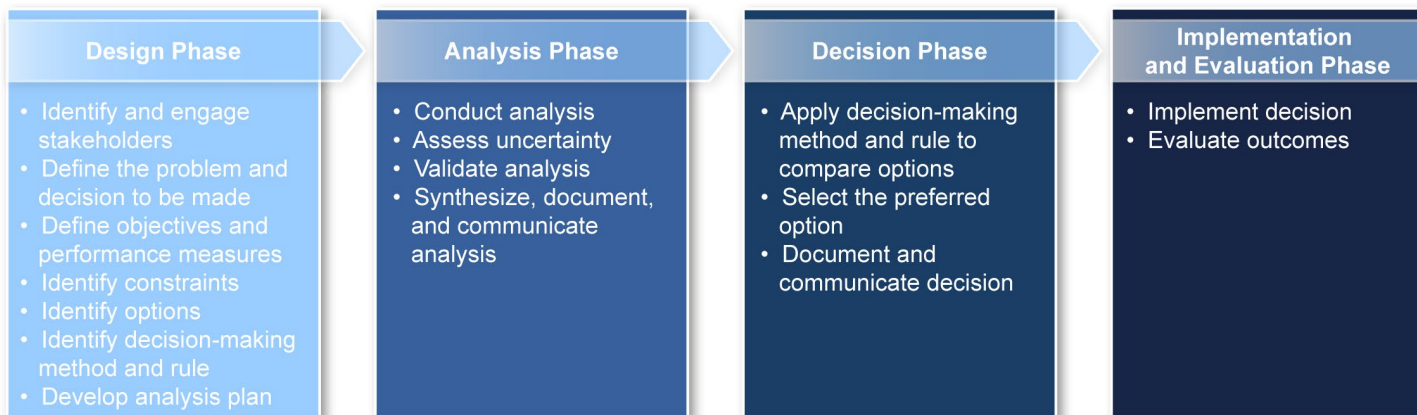 Design Phase
• Identify and engage
stakeholders
• Define the problem and
decision to be made
• Define objectives and
performance measures
• Identify constraints
• Identify options
• Identify decision-making
method and rule
• Develop analysis plan
Analysis Phase
• Conduct analysis
• Assess uncertainty
• Validate analysis
• Synthesize, document,
and communicate
analysis
Decision Phase
• Apply decision-making
method and rule to
compare options
• Select the preferred
option
• Document and
communicate decision
Implementation
and Evaluation Phase
• Implement decision
• Evaluate outcomes